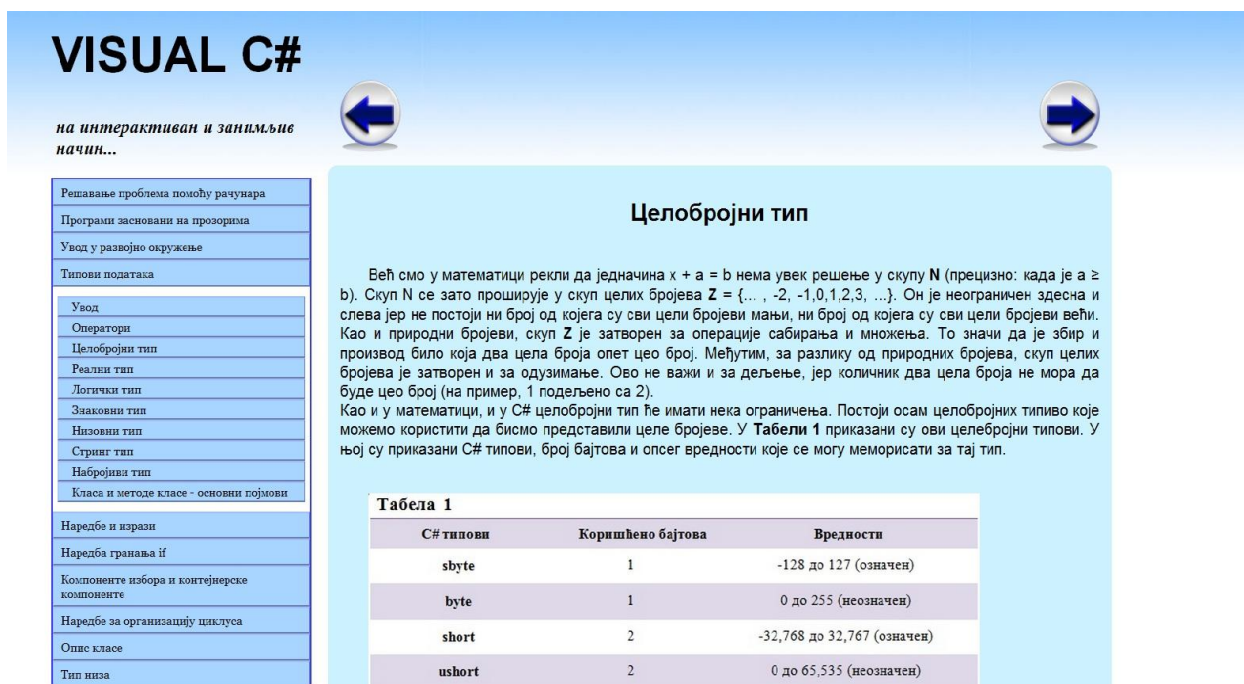 VISUAL C#
на интерактиван и занимљив
начин...
Решавање проблема помоћу рачунара
Програми засновани на прозорима
Увод у развојно окружење
Типови података
Увод
Оператори
Целобројни тип
Реални тип
Логички тип
Знаковни тип
Низовни тип
Стринг тип
Набројиви тип
Класа и методе класе - основни појмови
Наредбе и изрази
Наредба гранања if
Компоненте избора и контејнерске
компоненте
Наредбе за организацију циклуса
Опис класе
Тип низа
Целобројни тип
Већ смо у математици рекли да једначина x + a = b нема увек решење у скупу N (прецизно: када је a ≥
b). Скуп N се зато проширује у скуп целих бројева Z = {... , -2, -1,0,1,2,3, ...}. Он је неограничен здесна и
слева јер не постоји ни број од којега су сви цели бројеви мањи, ни број од којега су сви цели бројеви већи.
Као и природни бројеви, скуп Z је затворен за операције сабирања и множења. То значи да је збир и
производ било која два цела броја опет цео број. Међутим, за разлику од природних бројева, скуп целих
бројева је затворен и за одузимање. Ово не важи и за дељење, јер количник два цела броја не мора да
буде цео број (на пример, 1 подељено са 2).
Као и у математици, и у C# целобројни тип ће имати нека ограничења. Постоји осам целобројних типиво које
можемо користити да бисмо представили целе бројеве. У Табели 1 приказани су ови целебројни типови. У
њој су приказани C# типови, број бајтова и опсег вредности које се могу меморисати за тај тип.
Табела 1
C# типови Коришћено бајтова Вредности
sbyte 1 -128 до 127 (означен)
byte 1 0 до 255 (неозначен)
short 2 -32,768 до 32,767 (означен)
ushort 2 0 до 65,535 (неозначен)